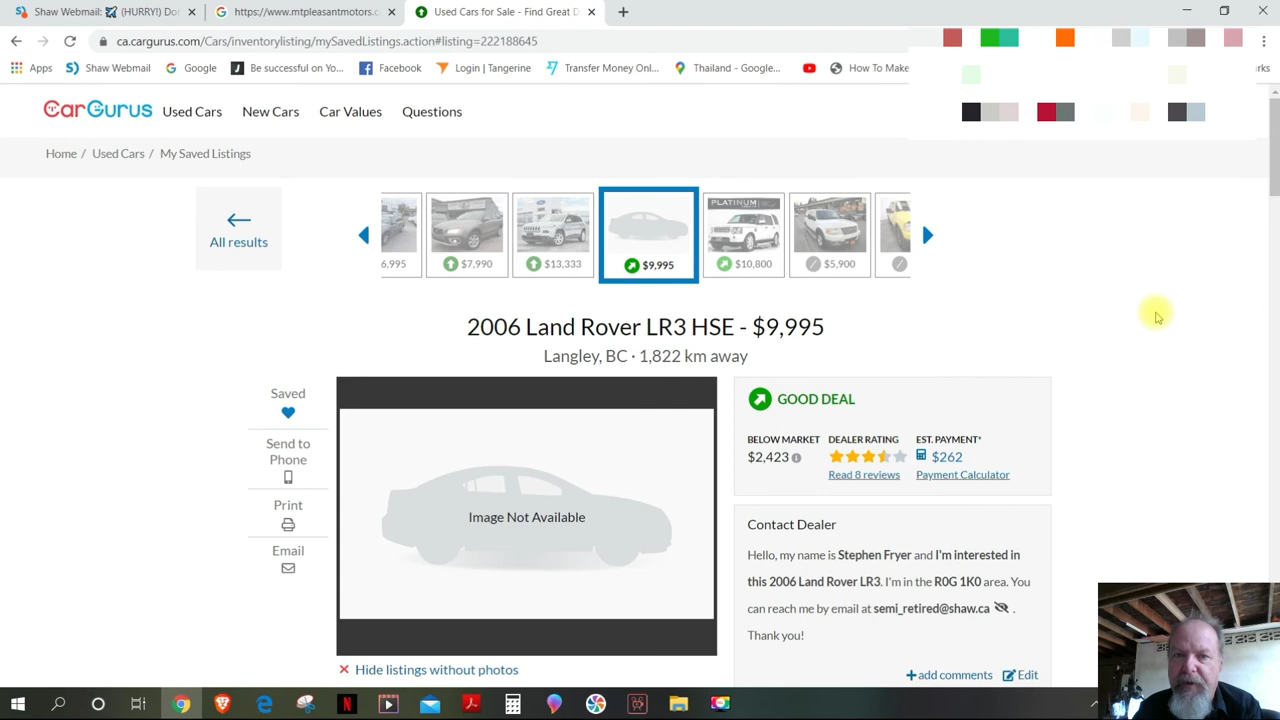 Shaw Webmail: 🚀 (HURRY!) Do
https://www.mtpleasantmotors.c
Used Cars for Sale - Find Great D
ca.cargurus.com/Cars/inventorylisting/mySavedListings.action#listing=222188645
Apps
Shaw Webmail
Google
Be successful on Yo...
Facebook
Login | Tangerine
Transfer Money Onl...
Thailand - Google...
How To Make
rks
CarGurus
Used Cars
New Cars
Car Values
Questions
Home / Used Cars / My Saved Listings
← All results
6,995
$7,990
$13,333
$9,995
PLATINUM
$10,800
$5,900
2006 Land Rover LR3 HSE - $9,995
Langley, BC · 1,822 km away
Saved
Send to
Phone
Print
Email
Image Not Available
Hide listings without photos
GOOD DEAL
BELOW MARKET
$2,423
DEALER RATING
Read 8 reviews
EST. PAYMENT*
$262
Payment Calculator
Contact Dealer
Hello, my name is Stephen Fryer and I'm interested in
this 2006 Land Rover LR3. I'm in the R0G 1K0 area. You
can reach me by email at semi_retired@shaw.ca .
Thank you!
+add comments
Edit